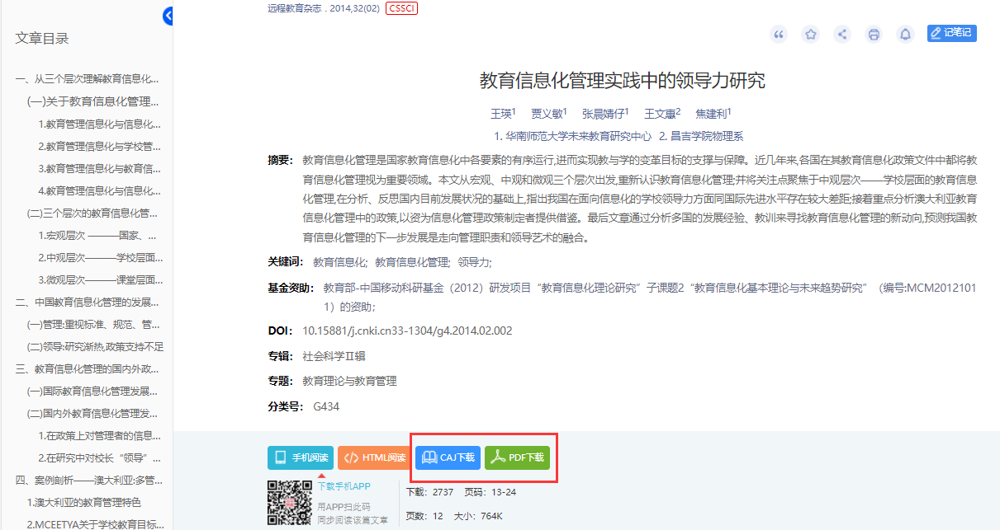 文章目录
一、从三个层次理解教育信息化...
(一)关于教育信息化管理...
1.教育管理信息化与信息化...
2.教育管理信息化与学校管...
3.教育管理信息化与教育信...
4.教育管理信息化与信息化...
(二)三个层次的教育信息化管...
1.宏观层次 ———国家、...
2.中观层次———学校层面...
3.微观层次———课堂层面...
二、中国教育信息化管理的发展...
(一)管理:重视标准、规范、管...
(二)领导:研究渐热,政策支持不足
三、教育信息化管理的国内外政...
(一)国际教育信息化管理发展...
(二)国内外教育信息化管理发...
1.在政策上对管理者的信息...
2.在研究中对校长“领导”...
四、案例剖析——澳大利亚:多管...
1.澳大利亚的教育管理特色
2.MCEETYA关于学校教育目标...
远程教育杂志 . 2014,32(02) CSSCI
记笔记
教育信息化管理实践中的领导力研究
王瑛1 贾义敏1 张晨婧仔1 王文惠2 焦建利1
1. 华南师范大学未来教育研究中心 2. 昌吉学院物理系
摘要： 教育信息化管理是国家教育信息化中各要素的有序运行,进而实现教与学的变革目标的支撑与保障。近几年来,各国在其教育信息化政策文件中都将教
育信息化管理视为重要领域。本文从宏观、中观和微观三个层次出发,重新认识教育信息化管理;并将关注点聚焦于中观层次——学校层面的教育信息
化管理,在分析、反思国内目前发展状况的基础上,指出我国在面向信息化的学校领导力方面同国际先进水平存在较大差距;接着重点分析澳大利亚教育
信息化管理中的政策,以资为信息化管理政策制定者提供借鉴。最后文章通过分析多国的发展经验、教训来寻找教育信息化管理的新动向,预测我国教
育信息化管理的下一步发展是走向管理职责和领导艺术的融合。
关键词： 教育信息化; 教育信息化管理; 领导力;
基金资助： 教育部-中国移动科研基金（2012）研发项目“教育信息化理论研究”子课题2“教育信息化基本理论与未来趋势研究”（编号:MCM2012101
1）的资助;
DOI： 10.15881/j.cnki.cn33-1304/g4.2014.02.002
专辑： 社会科学Ⅱ辑
专题： 教育理论与教育管理
分类号： G434
手机阅读 HTML阅读 CAJ下载 PDF下载
下载手机APP
用APP扫此码
同步阅读该篇文章
下载：2737 页码：13-24
页数：12 大小：764K